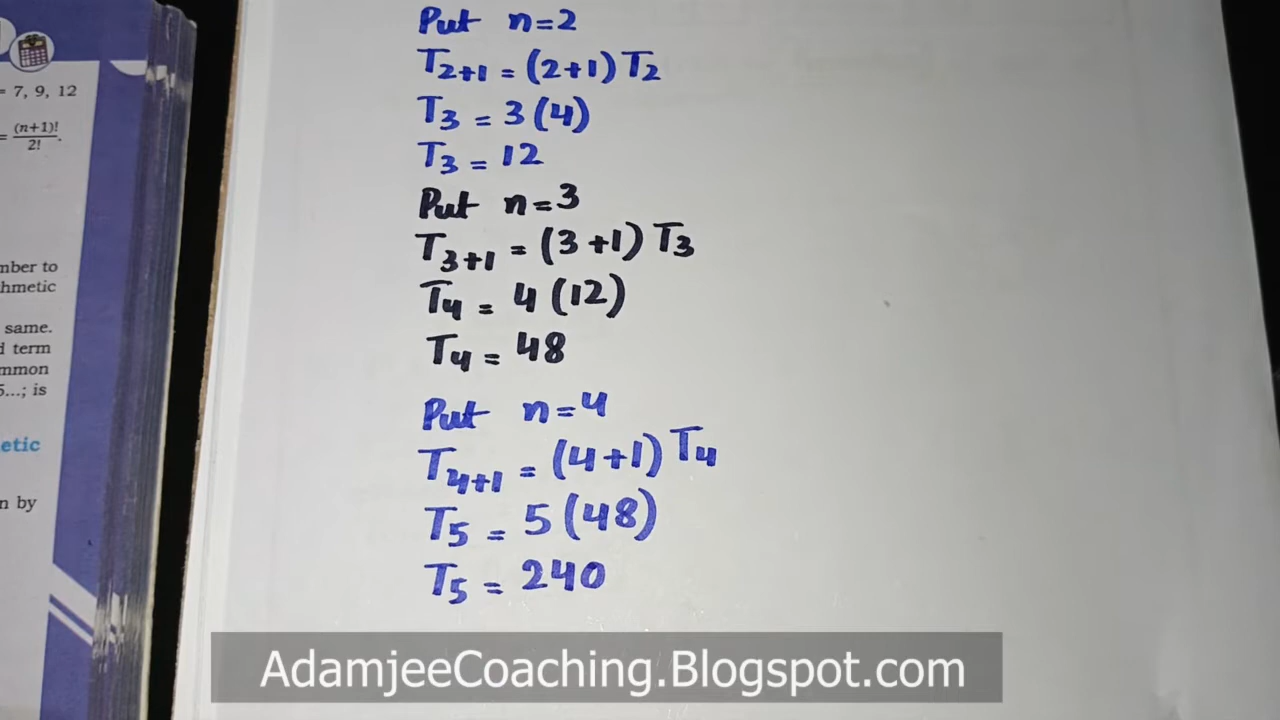 = 7, 9, 12
= (n+1)!
2!
mber to
hmetic
same.
term
mmon
5...; is
etic
n by
Put n=2
T2+1 = (2+1) T2
T3 = 3 (4)
T3 = 12
Put n=3
T3+1 = (3+1) T3
T4 = 4 (12)
T4 = 48
Put n=4
T4+1 = (4+1) T4
T5 = 5 (48)
T5 = 240
AdamjeeCoaching.Blogspot.com